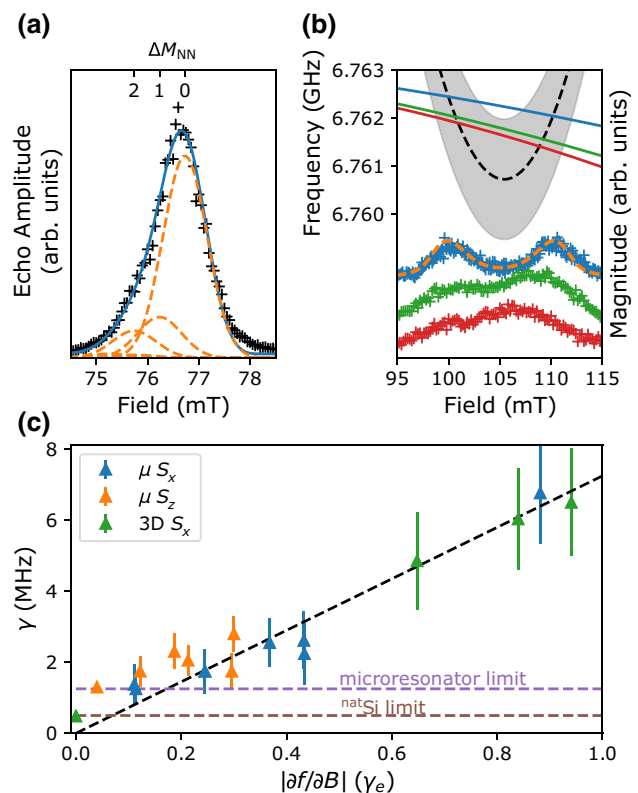 (a)
ΔM_NN
2 1 0
Echo Amplitude
(arb. units)
75 76 77 78
Field (mT)
(b)
Frequency (GHz)
6.763
6.762
6.761
6.760
Magnitude (arb. units)
95 100 105 110 115
Field (mT)
(c)
8
6
4
2
0
γ (MHz)
μ S_x
μ S_z
3D S_x
microresonator limit
^natSi limit
0.0 0.2 0.4 0.6 0.8 1.0
|∂f/∂B| (γ_e)